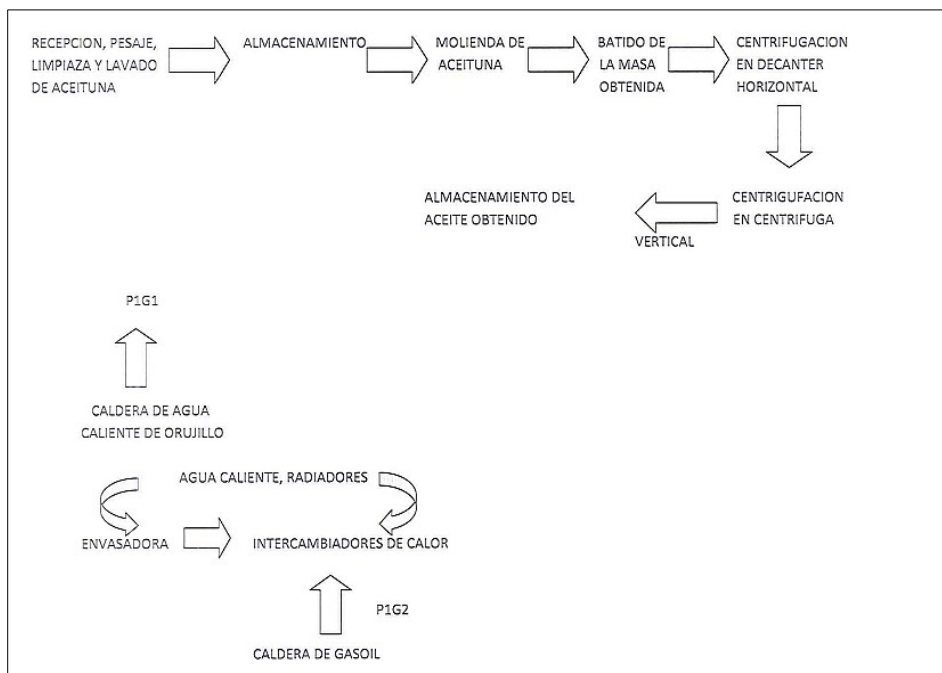 RECEPCION, PESAJE,
LIMPIAZA Y LAVADO
DE ACEITUNA
ALMACENAMIENTO
MOLIENDA DE
ACEITUNA
BATIDO DE
LA MASA
OBTENIDA
CENTRIFUGACION
EN DECANTER
HORIZONTAL
CENTRIGUFACION
EN CENTRIFUGA
VERTICAL
ALMACENAMIENTO DEL
ACEITE OBTENIDO
P1G1
CALDERA DE AGUA
CALIENTE DE ORUJILLO
AGUA CALIENTE, RADIADORES
ENVASADORA
INTERCAMBIADORES DE CALOR
P1G2
CALDERA DE GASOIL